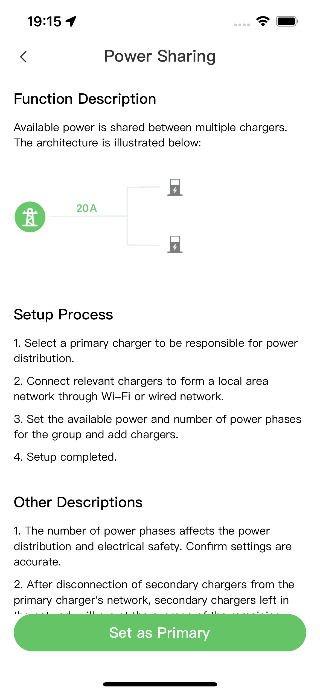 19:15
Power Sharing
Function Description
Available power is shared between multiple chargers.
The architecture is illustrated below:
20A
Setup Process
1. Select a primary charger to be responsible for power
distribution.
2. Connect relevant chargers to form a local area
network through Wi-Fi or wired network.
3. Set the available power and number of power phases
for the group and add chargers.
4. Setup completed.
Other Descriptions
1. The number of power phases affects the power
distribution and electrical safety. Confirm settings are
accurate.
2. After disconnection of secondary chargers from the
primary charger's network, secondary chargers left in
Set as Primary